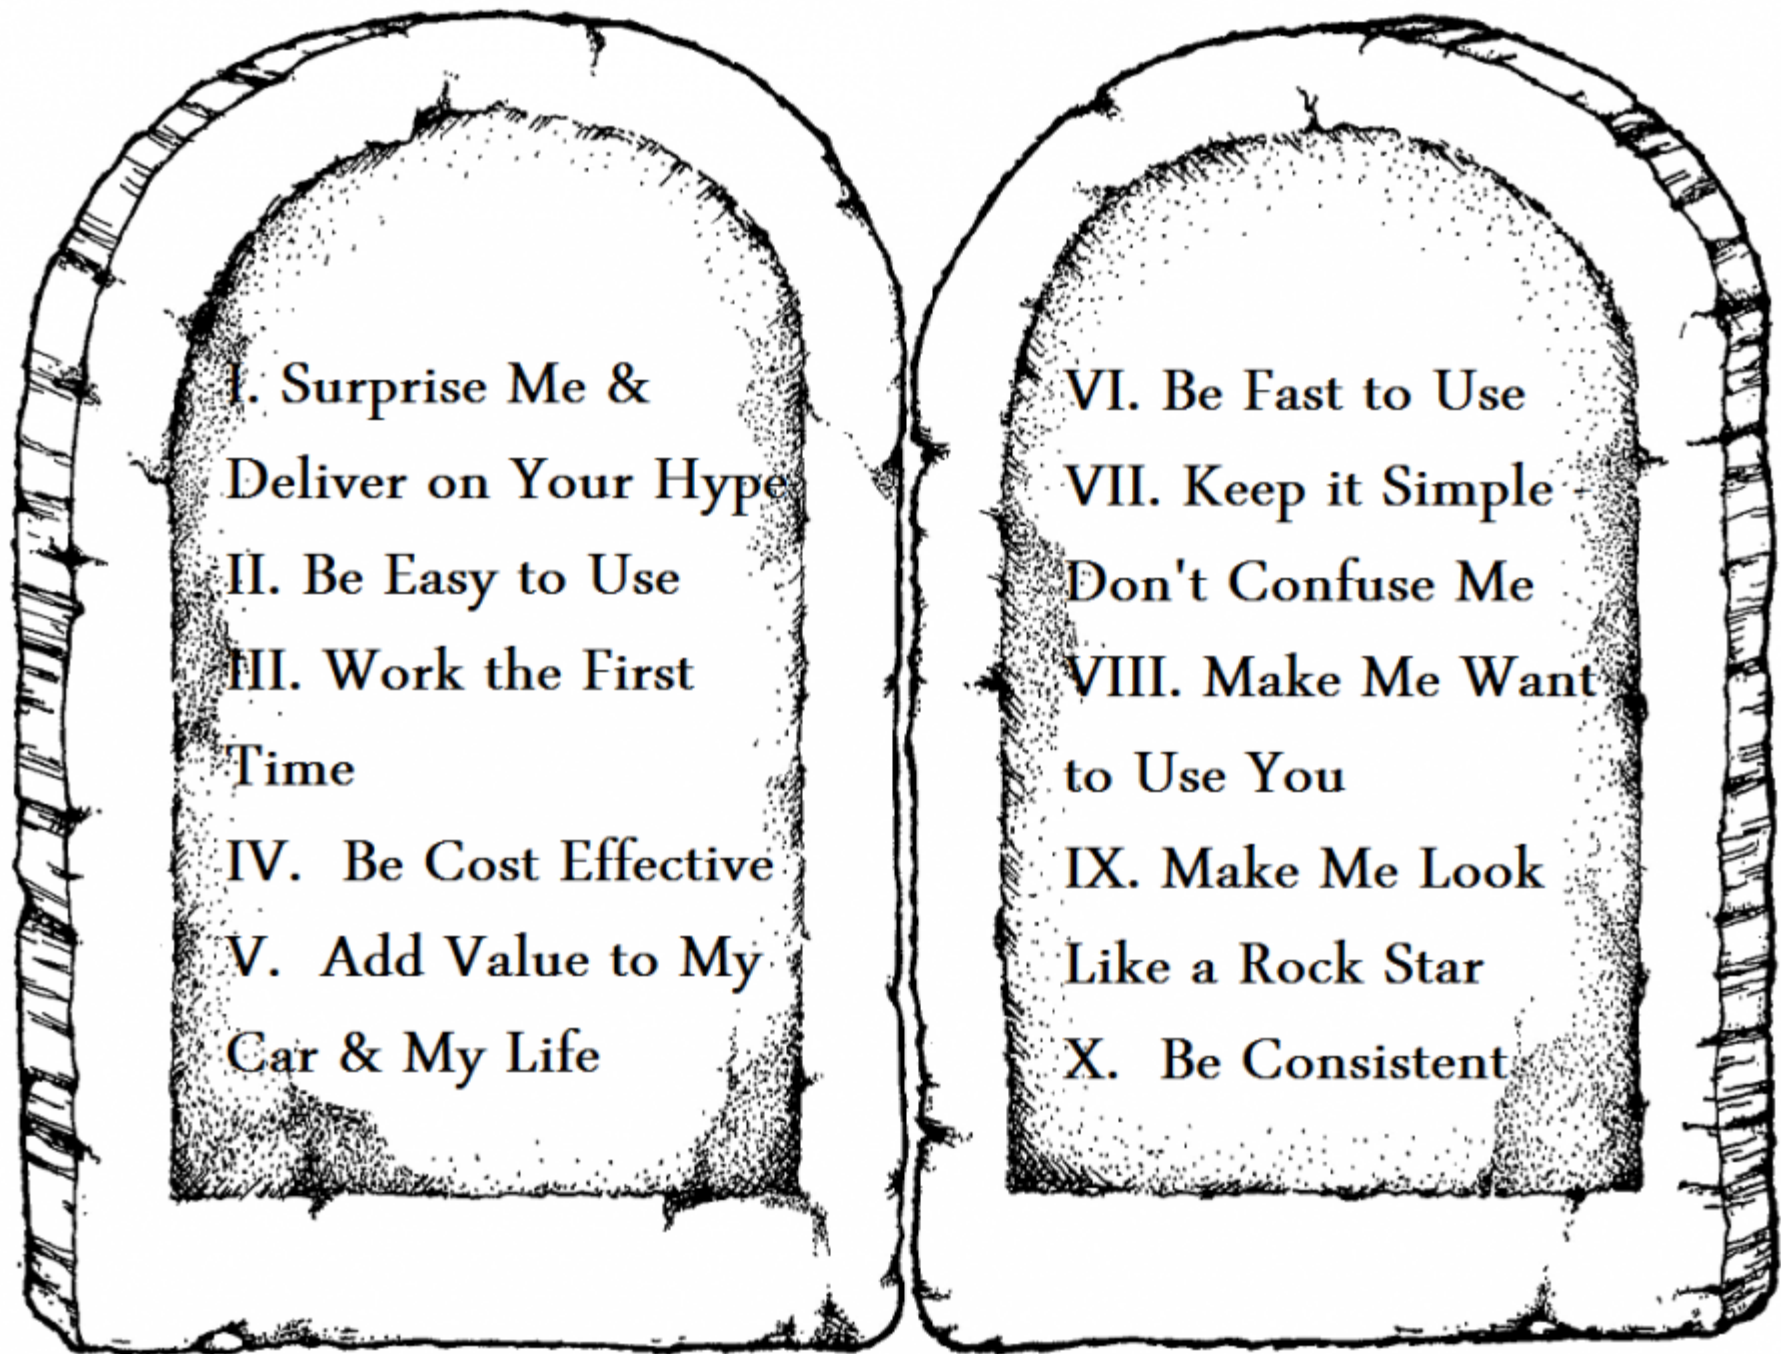 I. Surprise Me &
Deliver on Your Hype
II. Be Easy to Use
III. Work the First
Time
IV. Be Cost Effective
V. Add Value to My
Car & My Life
VI. Be Fast to Use
VII. Keep it Simple -
Don't Confuse Me
VIII. Make Me Want
to Use You
IX. Make Me Look
Like a Rock Star
X. Be Consistent